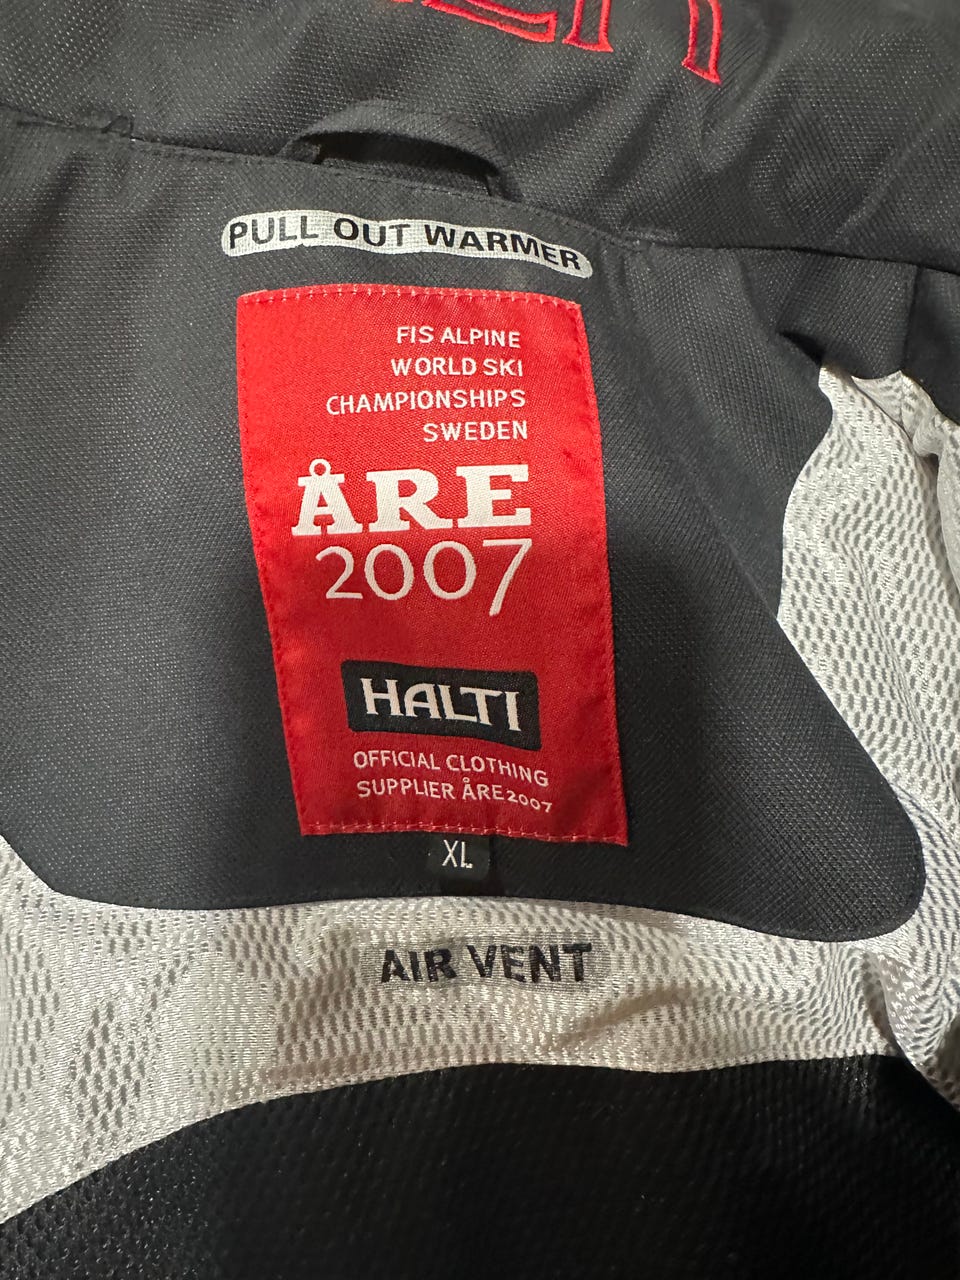 PULL OUT WARMER
FIS ALPINE
WORLD SKI
CHAMPIONSHIPS
SWEDEN
ÅRE
2007
HALTI
OFFICIAL CLOTHING
SUPPLIER ÅRE2007
XL
AIR VENT